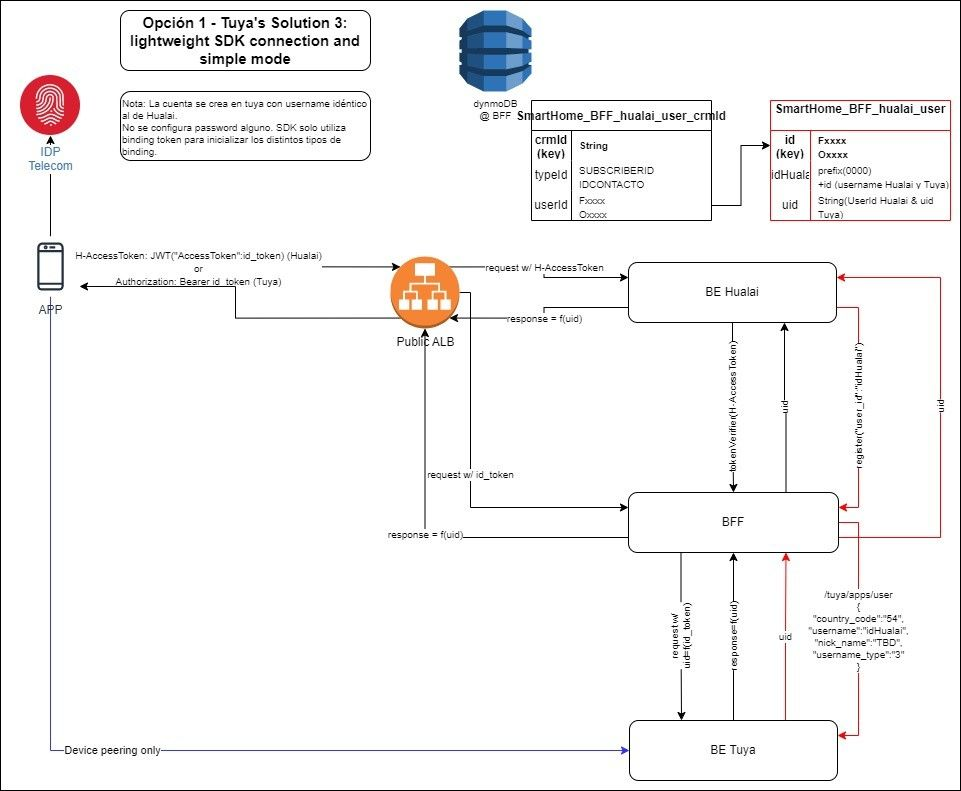 Opción 1 - Tuya's Solution 3:
lightweight SDK connection and
simple mode
Nota: La cuenta se crea en tuya con username idéntico
al de Hualai.
No se configura password alguno. SDK solo utiliza
binding token para inicializar los distintos tipos de
binding.
IDP
Telecom
dynmoDB
@ BFF
SmartHome_BFF_hualai_user_crmId
crmId
(key)
String
typeId
SUBSCRIBERID
IDCONTACTO
userId
Fxxxx
Oxxxx
SmartHome_BFF_hualai_user
id
(key)
Fxxxx
Oxxxx
idHuala
prefix(0000)
+id (username Hualai y Tuya)
uid
String(UserId Hualai & uid
Tuya)
H-AccessToken: JWT("AccessToken":id_token) (Hualai)
or
Authorization: Bearer id_token (Tuya)
APP
Public ALB
request w/ H-AccessToken
response = f(uid)
BE Hualai
tokenVerifier(H-AccessToken)
uid
register("user_id":"idHualai")
uid
request w/ id_token
response = f(uid)
BFF
request w/
uid=f(id_token)
response=f(uid)
uid
/tuya/apps/user
{
"country_code":"54",
"username":"idHualai",
"nick_name":"TBD",
"username_type":"3"
}
Device peering only
BE Tuya